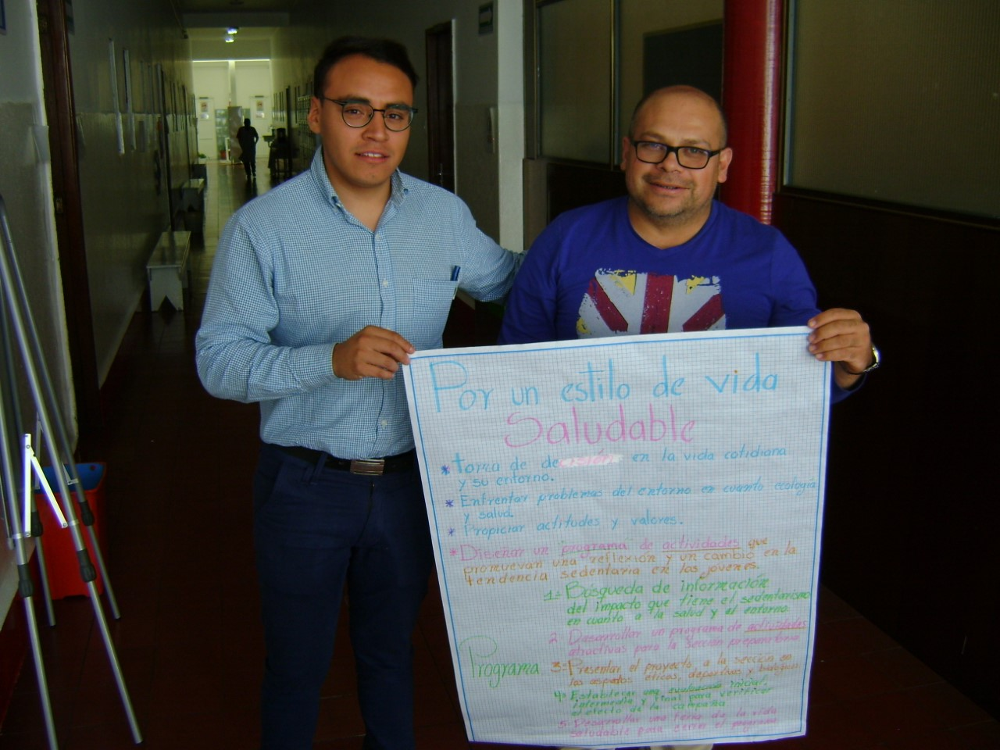 Por un estilo de vida
Saludable
* toma de decisión en la vida cotidiana
y su entorno.
* Enfrentar problemas del entorno en cuanto ecología
y salud.
* Propiciar actitudes y valores.
* Diseñar un programa de actividades que
promuevan una reflexión y un cambio en la
tendencia sedentaria en los jóvenes.
Programa
1.- Búsqueda de información
del impacto que tiene el sedentarismo
en cuanto a la salud y el entorno.
2 Desarrollar un programa de actividades
atractivas para la sección preparatoria
3.- Presentar el proyecto a la sección en
los aspectos éticos, deportivos y biológicos
4.- Establecer una evaluación inicial,
intermedia y final para verificar
el efecto de la campaña
5.- Desarrollar una feria de la vida
saludable para cerrar el programa